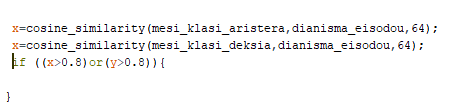 x=cosine_similarity(mesi_klasi_aristera,dianisma_eisodou,64);
x=cosine_similarity(mesi_klasi_deksia,dianisma_eisodou,64);
if ((x>0.8)or(y>0.8)){
}